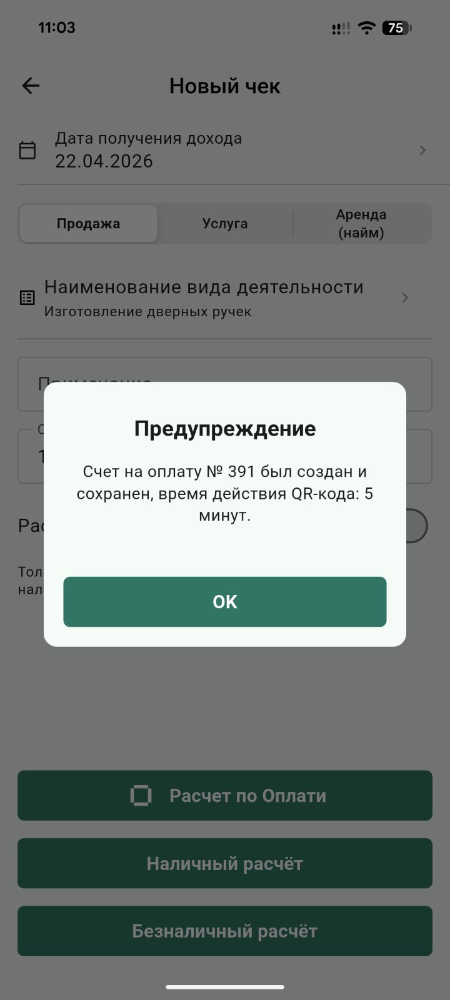 11:03
75
Новый чек
Дата получения дохода
22.04.2026
Продажа
Услуга
Аренда
(найм)
Наименование вида деятельности
Изготовление дверных ручек
Предупреждение
Счет на оплату № 391 был создан и
сохранен, время действия QR-кода: 5
минут.
OK
Расчет по Оплати
Наличный расчёт
Безналичный расчёт